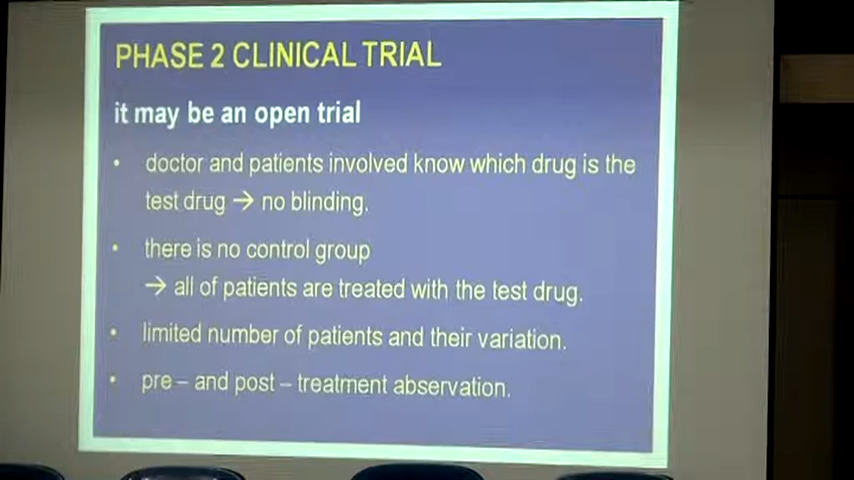 PHASE 2 CLINICAL TRIAL
it may be an open trial
• doctor and patients involved know which drug is the
test drug → no blinding.
• there is no control group
→ all of patients are treated with the test drug.
• limited number of patients and their variation.
• pre – and post – treatment abservation.